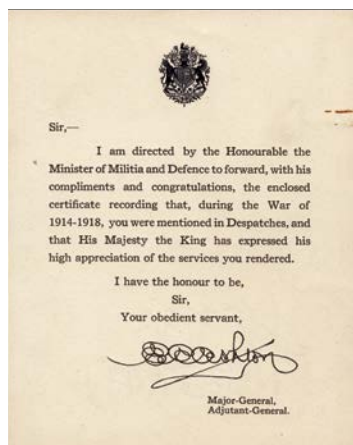 Sir,—
I am directed by the Honourable the
Minister of Militia and Defence to forward, with his
compliments and congratulations, the enclosed
certificate recording that, during the War of
1914-1918, you were mentioned in Despatches, and
that His Majesty the King has expressed his
high appreciation of the services you rendered.
I have the honour to be,
Sir,
Your obedient servant,
Major-General,
Adjutant-General.